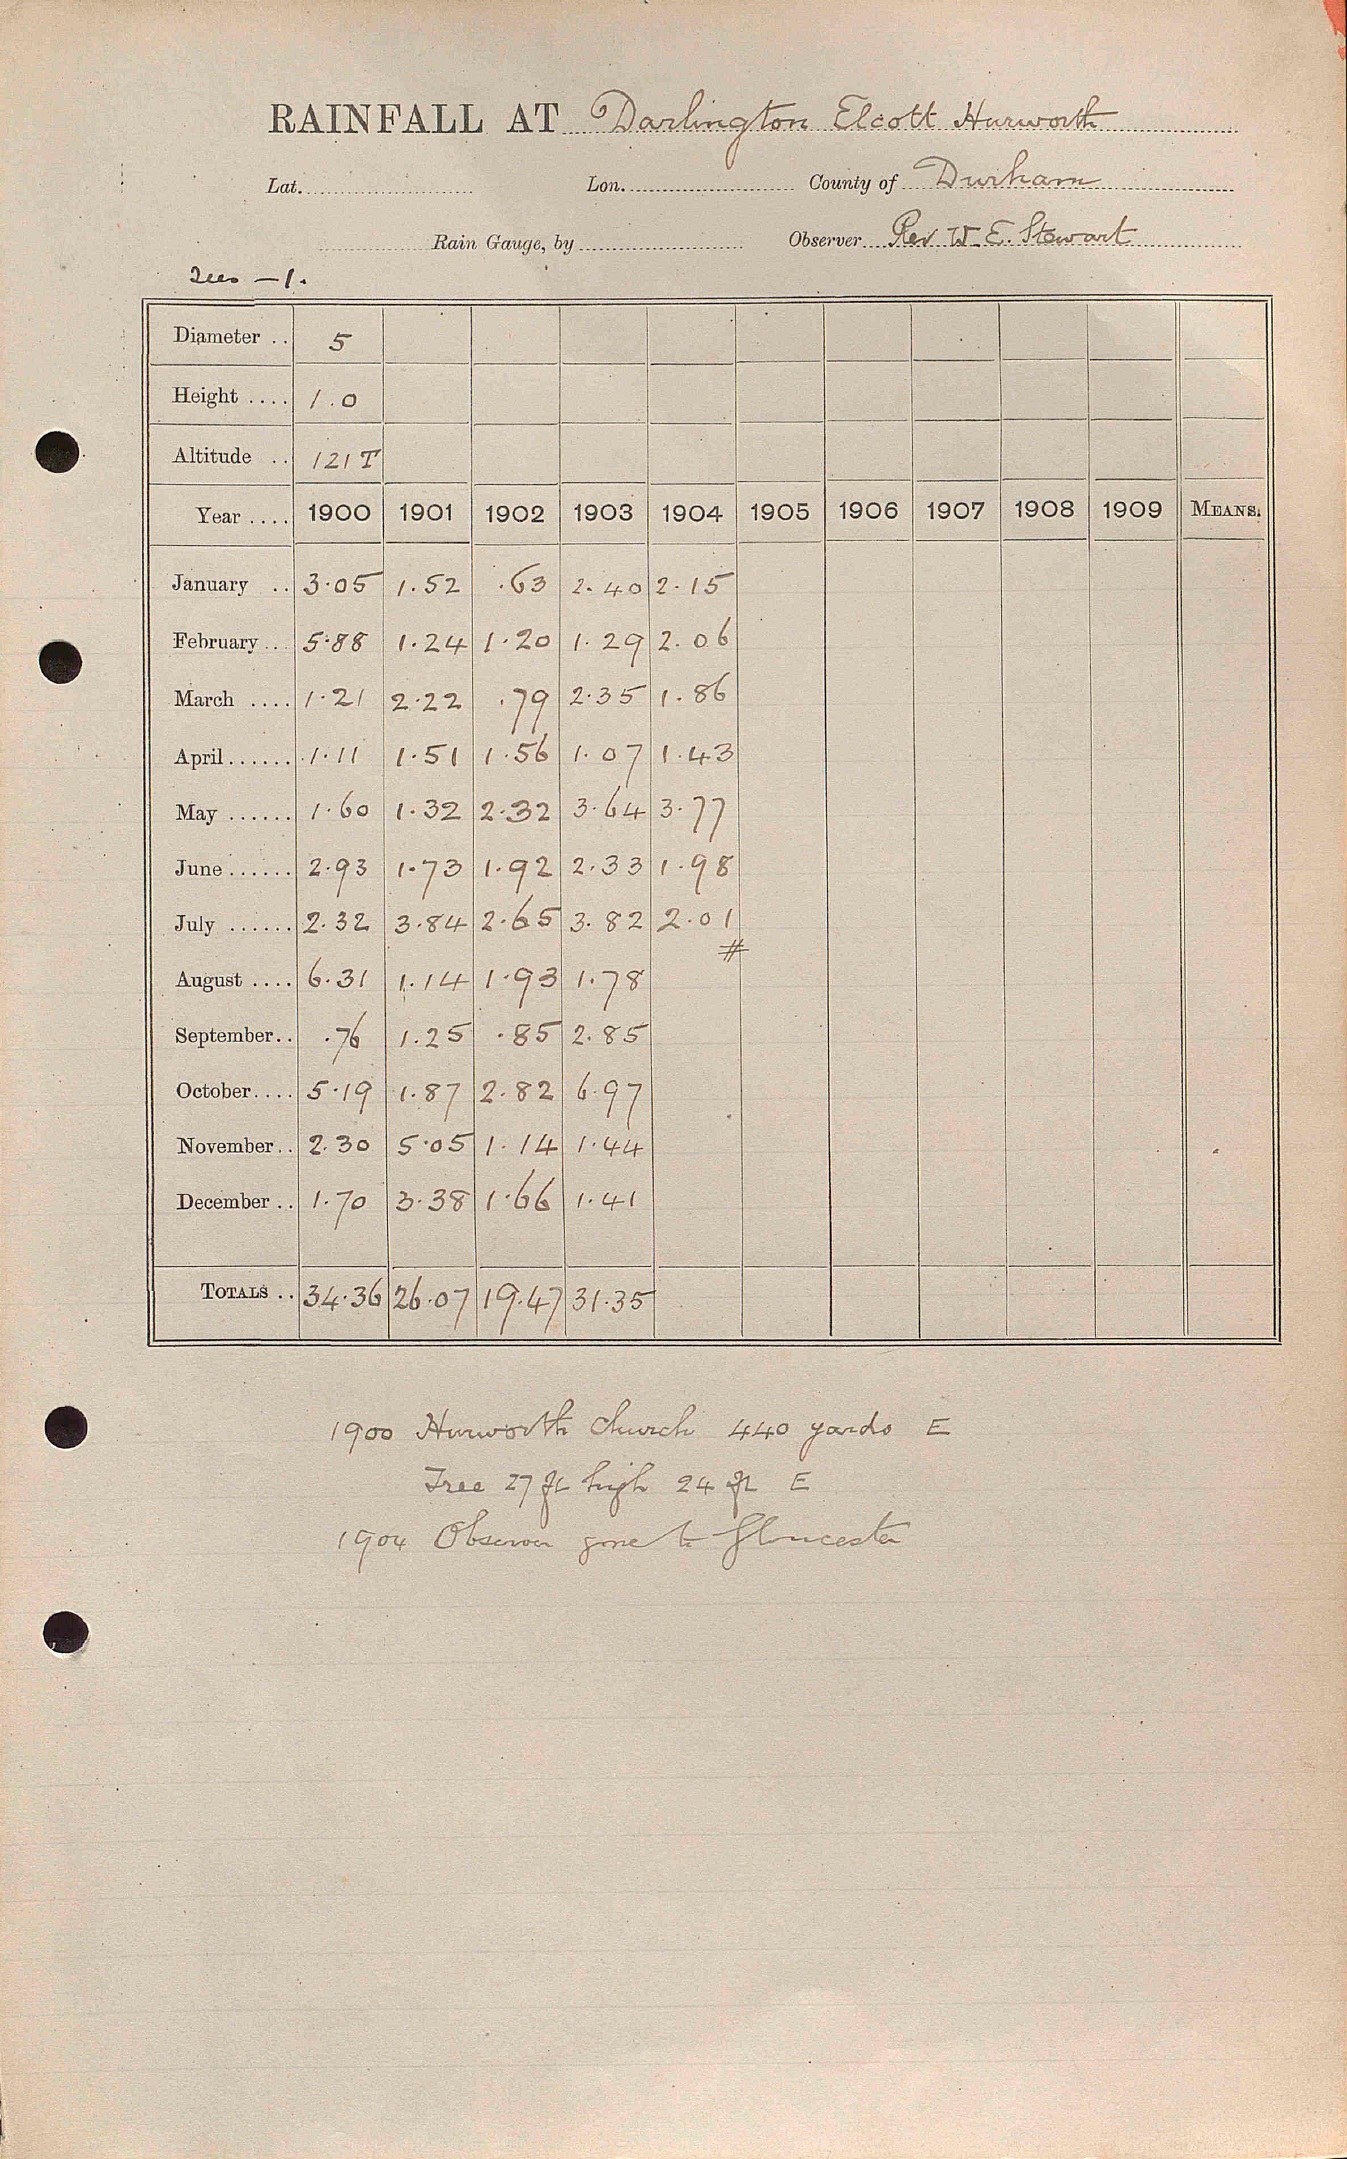 RAINFALL AT Darlington Elcott Hurworth
Lat. Lon. County of Durham
Rain Gauge, by Observer Rev W. E. Stewart
Tees — 1.
Diameter .. 5
Height .... 1.0
Altitude .. 121 T
Year .... 1900 1901 1902 1903 1904 1905 1906 1907 1908 1909 MEANS.
January .. 3.05 1.52 .63 2.40 2.15
February .. 5.88 1.24 1.20 1.29 2.06
March .... 1.21 2.22 .79 2.35 1.86
April ...... 1.11 1.51 1.56 1.07 1.43
May ...... 1.60 1.32 2.32 3.64 3.77
June ...... 2.93 1.73 1.92 2.33 1.98
July ...... 2.32 3.84 2.65 3.82 2.01
#
August .... 6.31 1.14 1.93 1.78
September .. .76 1.25 .85 2.85
October .... 5.19 1.87 2.82 6.97
November .. 2.30 5.05 1.14 1.44
December .. 1.70 3.38 1.66 1.41
TOTALS .. 34.36 26.07 19.47 31.35
1900 Hurworth Church 440 yards E
Tree 27 ft high 24 ft E
1904 Observer gone to Gloucester